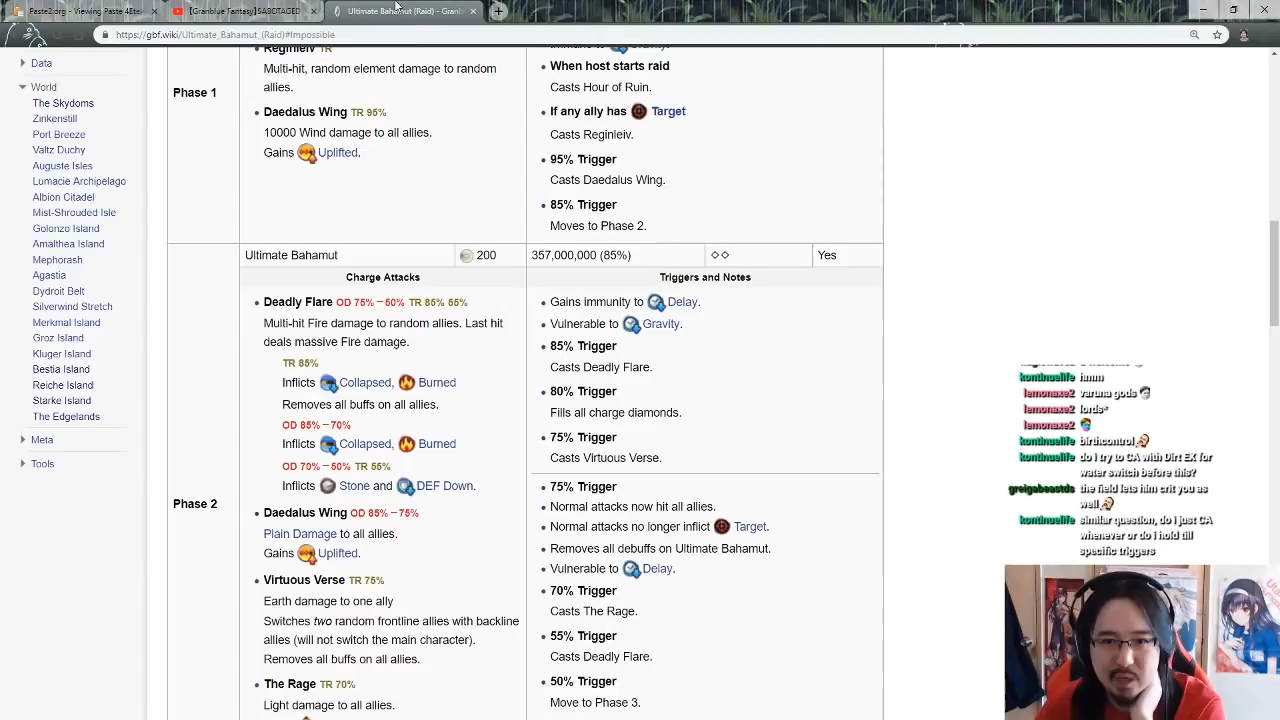 Paste2.org - Viewing Paste 4Ete
[Granblue Fantasy]SABOTAGED
Ultimate Bahamut (Raid) - Granb
https://gbf.wiki/Ultimate_Bahamut_(Raid)#Impossible
Data
World
The Skydoms
Zinkenstill
Port Breeze
Valtz Duchy
Auguste Isles
Lumacie Archipelago
Albion Citadel
Mist-Shrouded Isle
Golonzo Island
Amalthea Island
Mephorash
Agastia
Dydroit Belt
Silverwind Stretch
Merkmal Island
Groz Island
Kluger Island
Bestia Island
Reiche Island
Starke Island
The Edgelands
Meta
Tools
Phase 1
Reginleiv TR
Multi-hit, random element damage to random
allies.
Daedalus Wing TR 95%
10000 Wind damage to all allies.
Gains Uplifted.
Immune to Gravity.
When host starts raid
Casts Hour of Ruin.
If any ally has Target
Casts Reginleiv.
95% Trigger
Casts Daedalus Wing.
85% Trigger
Moves to Phase 2.
Phase 2
Ultimate Bahamut 200 357,000,000 (85%) ◇◇ Yes
Charge Attacks
Deadly Flare OD 75%–50% TR 85% 55%
Multi-hit Fire damage to random allies. Last hit
deals massive Fire damage.
TR 85%
Inflicts Collapsed, Burned
Removes all buffs on all allies.
OD 85%–70%
Inflicts Collapsed, Burned
OD 70%–50% TR 55%
Inflicts Stone and DEF Down.
Daedalus Wing OD 85%–75%
Plain Damage to all allies.
Gains Uplifted.
Virtuous Verse TR 75%
Earth damage to one ally
Switches two random frontline allies with backline
allies (will not switch the main character).
Removes all buffs on all allies.
The Rage TR 70%
Light damage to all allies.
Triggers and Notes
Gains immunity to Delay.
Vulnerable to Gravity.
85% Trigger
Casts Deadly Flare.
80% Trigger
Fills all charge diamonds.
75% Trigger
Casts Virtuous Verse.
75% Trigger
Normal attacks now hit all allies.
Normal attacks no longer inflict Target.
Removes all debuffs on Ultimate Bahamut.
Vulnerable to Delay.
70% Trigger
Casts The Rage.
55% Trigger
Casts Deadly Flare.
50% Trigger
Move to Phase 3.
kontinuelife hmm
lemonaxe2 varuna gods
lemonaxe2 lords*
lemonaxe2
kontinuelife birthcontrol
kontinuelife do i try to CA with Dirt EX for
water switch before this?
greigabeastds the field lets him crit you as
well
kontinuelife similar question, do i just CA
whenever or do i hold till
specific triggers